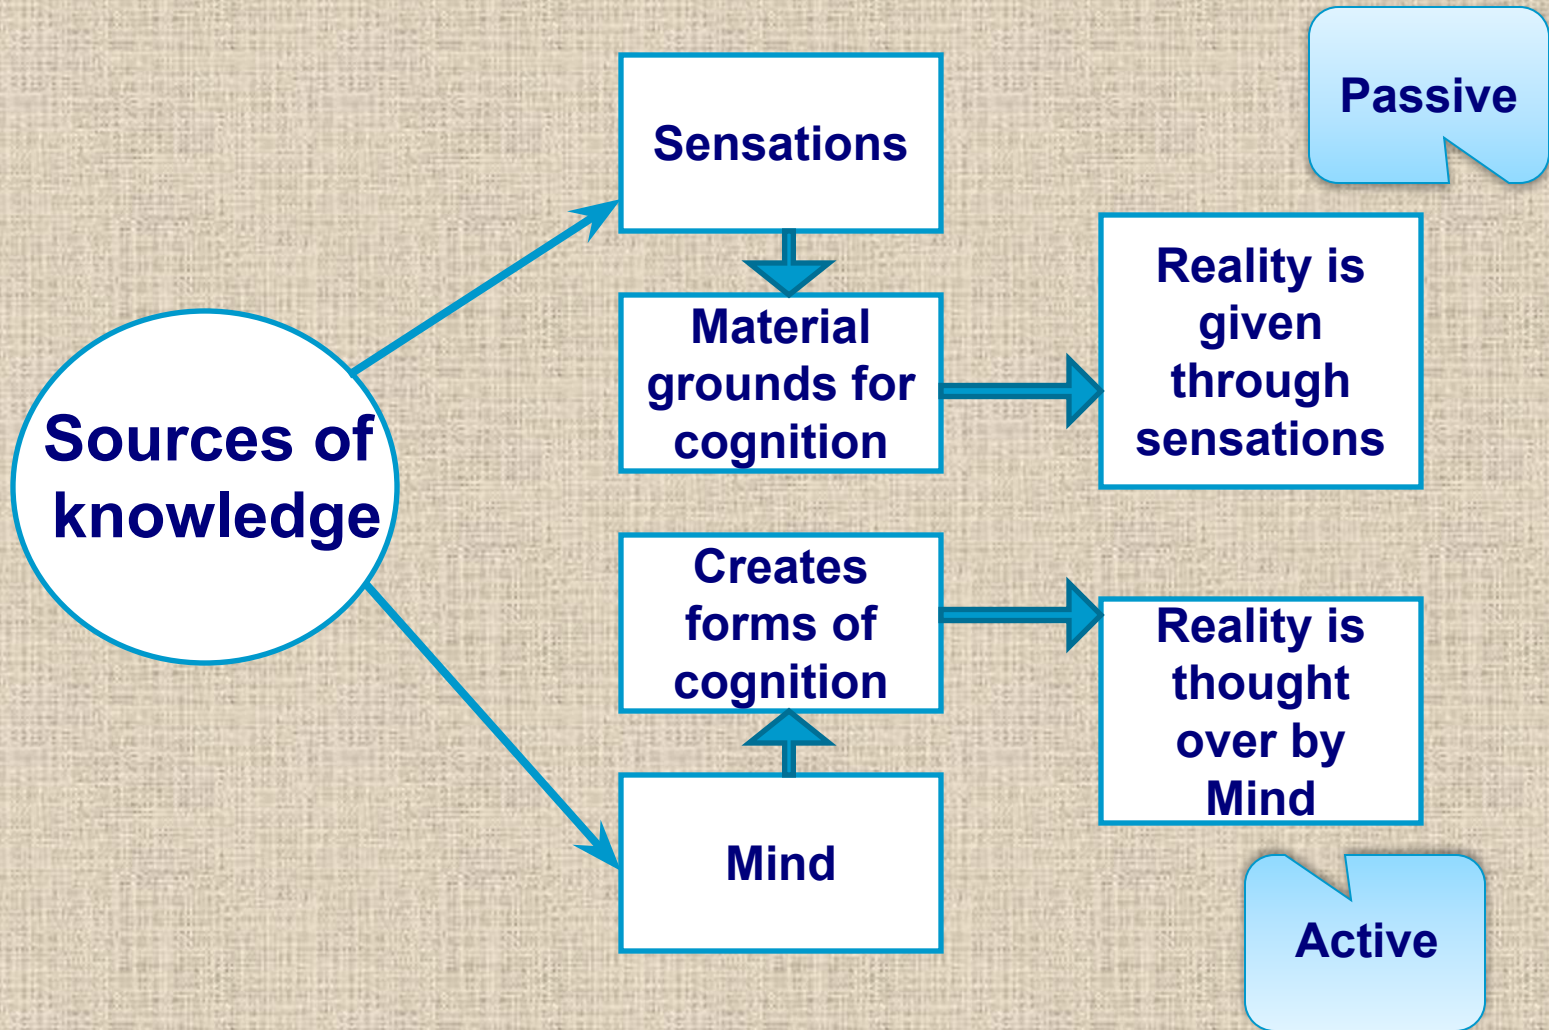 Passive
Sensations
Reality is
given
through
sensations
Material
grounds for
cognition
Sources of
knowledge
Creates
forms of
cognition
Reality is
thought
over by
Mind
Mind
Active